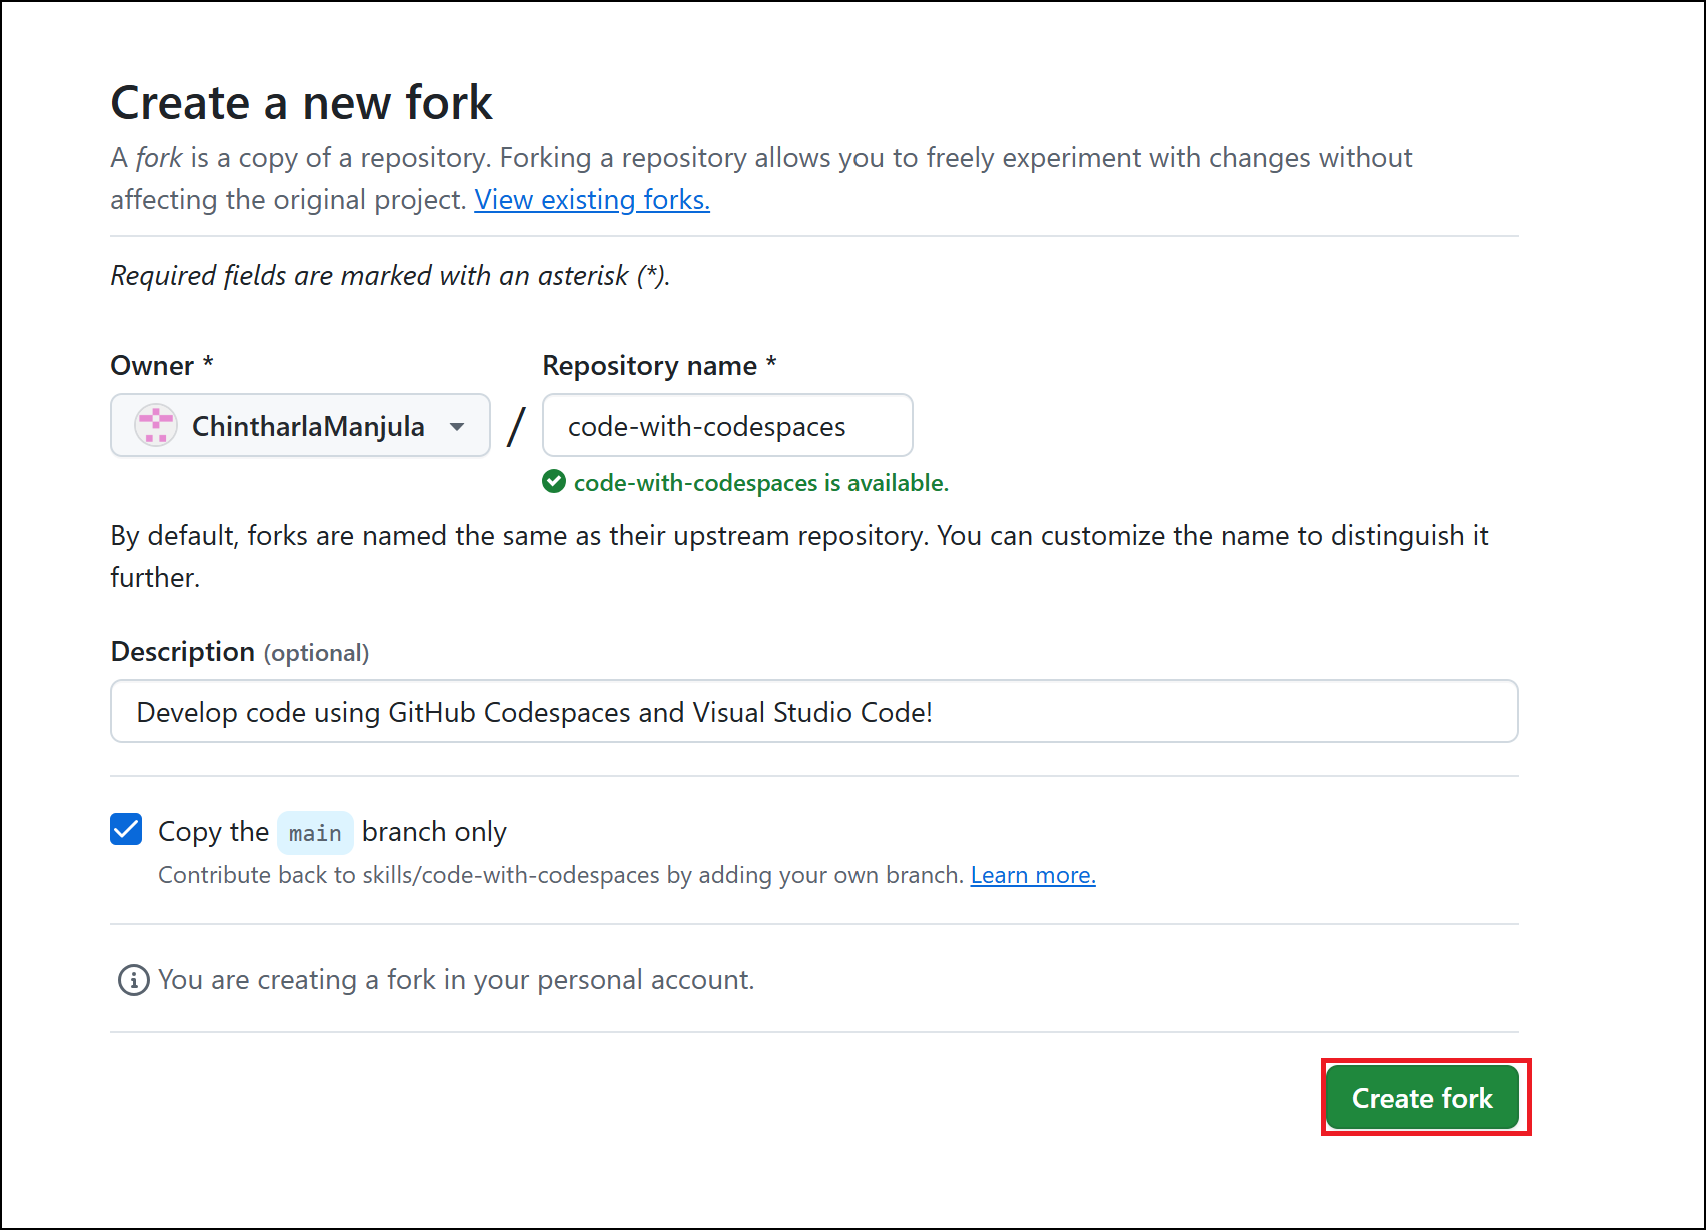 Create a new fork
A fork is a copy of a repository. Forking a repository allows you to freely experiment with changes without
affecting the original project. View existing forks.
Required fields are marked with an asterisk (*).
Owner * Repository name *
ChintharlaManjula / code-with-codespaces
code-with-codespaces is available.
By default, forks are named the same as their upstream repository. You can customize the name to distinguish it
further.
Description (optional)
Develop code using GitHub Codespaces and Visual Studio Code!
Copy the main branch only
Contribute back to skills/code-with-codespaces by adding your own branch. Learn more.
You are creating a fork in your personal account.
Create fork